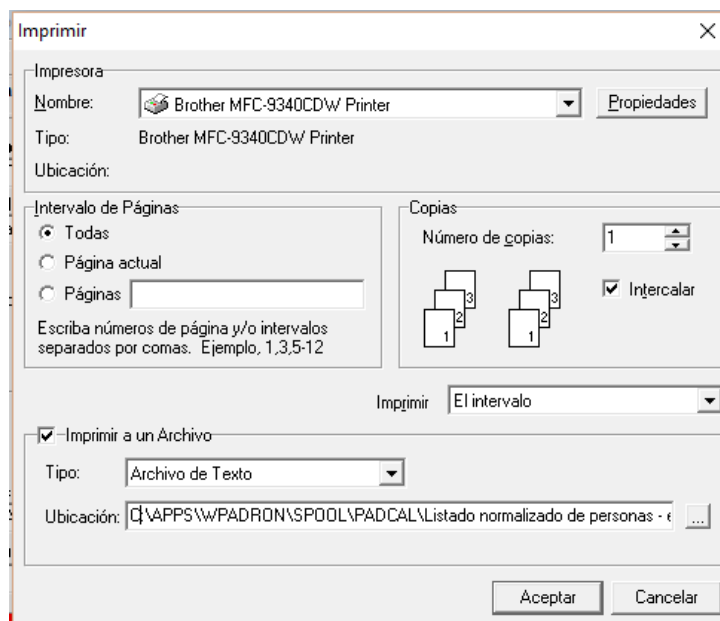 Imprimir
Impresora
Nombre: Brother MFC-9340CDW Printer Propiedades
Tipo: Brother MFC-9340CDW Printer
Ubicación:
Intervalo de Páginas
Todas
Página actual
Páginas
Escriba números de página y/o intervalos
separados por comas. Ejemplo, 1,3,5-12
Copias
Número de copias: 1
1 2 3 1 2 3
Intercalar
Imprimir El intervalo
Imprimir a un Archivo
Tipo: Archivo de Texto
Ubicación: C:\APPS\WPADRON\SPOOL\PADCAL\Listado normalizado de personas - e ...
Aceptar Cancelar